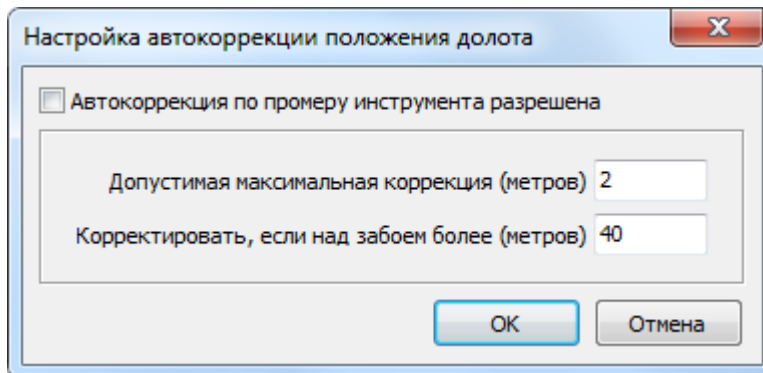 Настройка автокоррекции положения долота
Автокоррекция по промеру инструмента разрешена
Допустимая максимальная коррекция (метров) 2
Корректировать, если над забоем более (метров) 40
OK Отмена